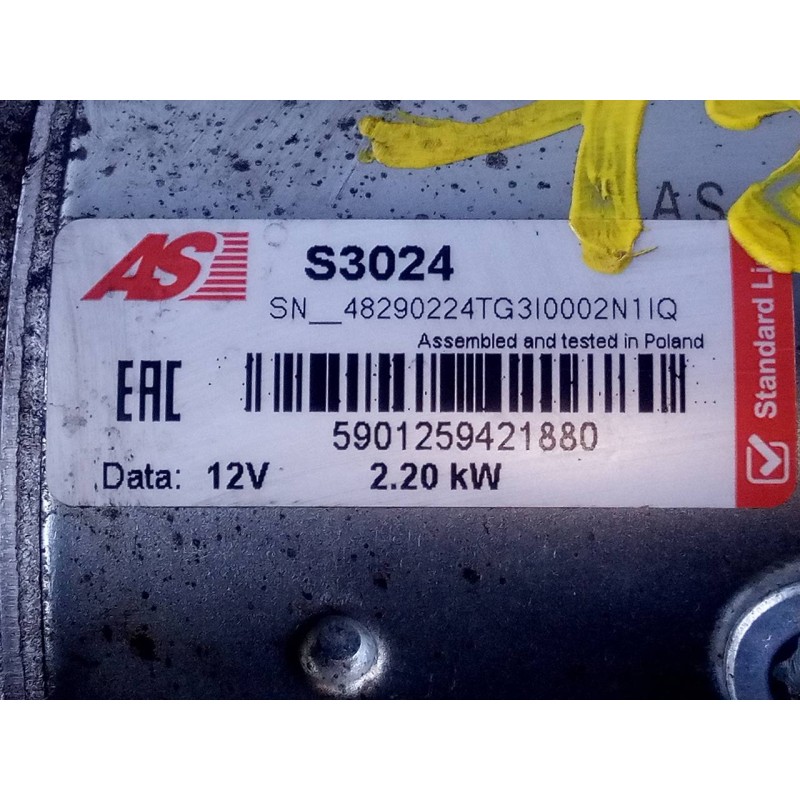 AS
AS
S3024
SN__48290224TG3I0002N1IQ
Assembled and tested in Poland
EAC
5901259421880
Data: 12V 2.20 kW
Standard Li